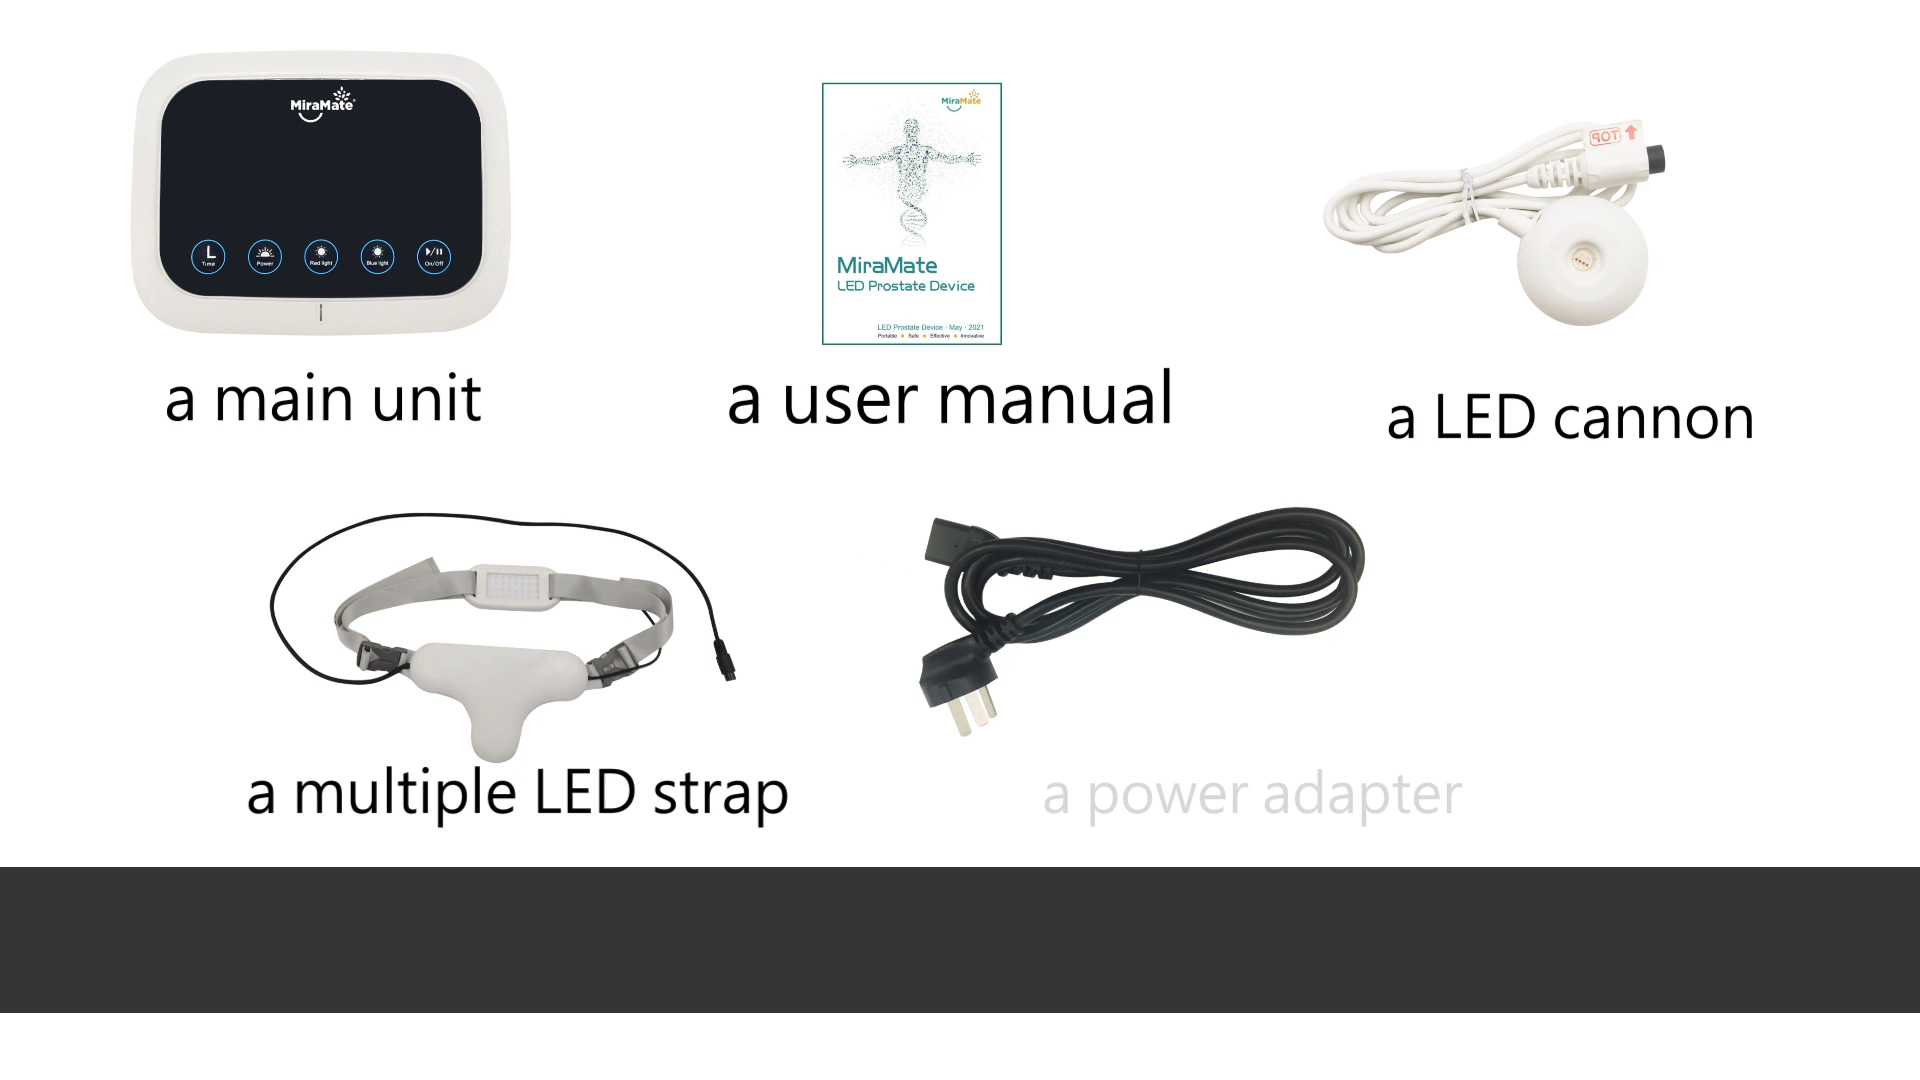 MiraMate
Time
Power
Red light
Blue light
On/Off
a main unit
MiraMate
MiraMate
LED Prostate Device
LED Prostate Device · May · 2021
Portable Safe Effective Innovative
a user manual
TOP
a LED cannon
a multiple LED strap
a power adapter